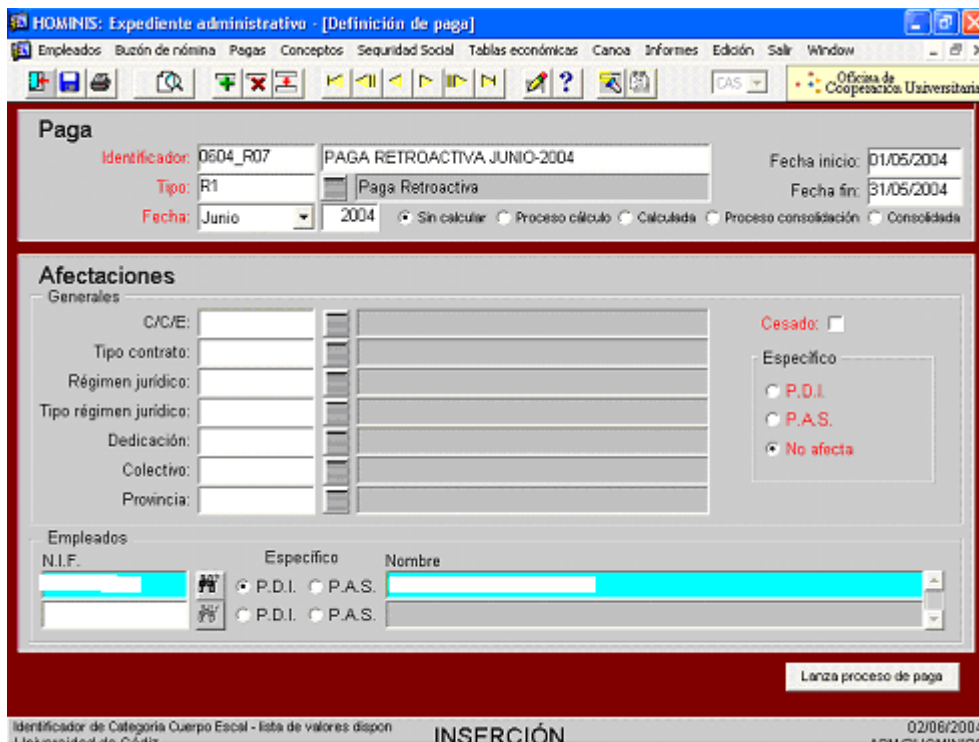 HOMINIS: Expediente administrativo - [Definición de paga]
Empleados Buzón de nómina Pagas Conceptos Seguridad Social Tablas económicas Canoa Informes Edición Salir Window
CAS Oficina de Cooperación Universitaria
Paga
Identificador: 0604_R07 PAGA RETROACTIVA JUNIO-2004 Fecha inicio: 01/05/2004
Tipo: R1 Paga Retroactiva Fecha fin: 31/05/2004
Fecha: Junio 2004 Sin calcular Proceso cálculo Calculada Proceso consolidación Consolidada
Afectaciones
Generales
C/C/E: Cesado:
Tipo contrato: Específico
Régimen jurídico: P.D.I.
Tipo régimen jurídico: P.A.S.
Dedicación: No afecta
Colectivo:
Provincia:
Empleados
N.I.F. Específico Nombre
P.D.I. P.A.S.
P.D.I. P.A.S.
Lanza proceso de paga
Identificador de Categoria Cuerpo Escal - lista de valores dispon INSERCIÓN 02/06/2004
Universidad de Cádiz